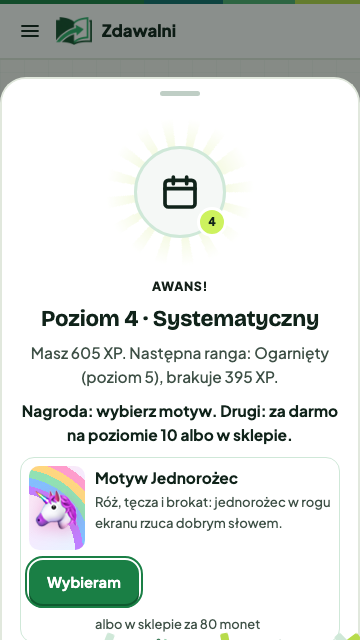 Zdawalni
4
AWANS!
Poziom 4 · Systematyczny
Masz 605 XP. Następna ranga: Ogarnięty
(poziom 5), brakuje 395 XP.
Nagroda: wybierz motyw. Drugi: za darmo
na poziomie 10 albo w sklepie.
Motyw Jednorożec
Róż, tęcza i brokat: jednorożec w rogu
ekranu rzuca dobrym słowem.
Wybieram
albo w sklepie za 80 monet